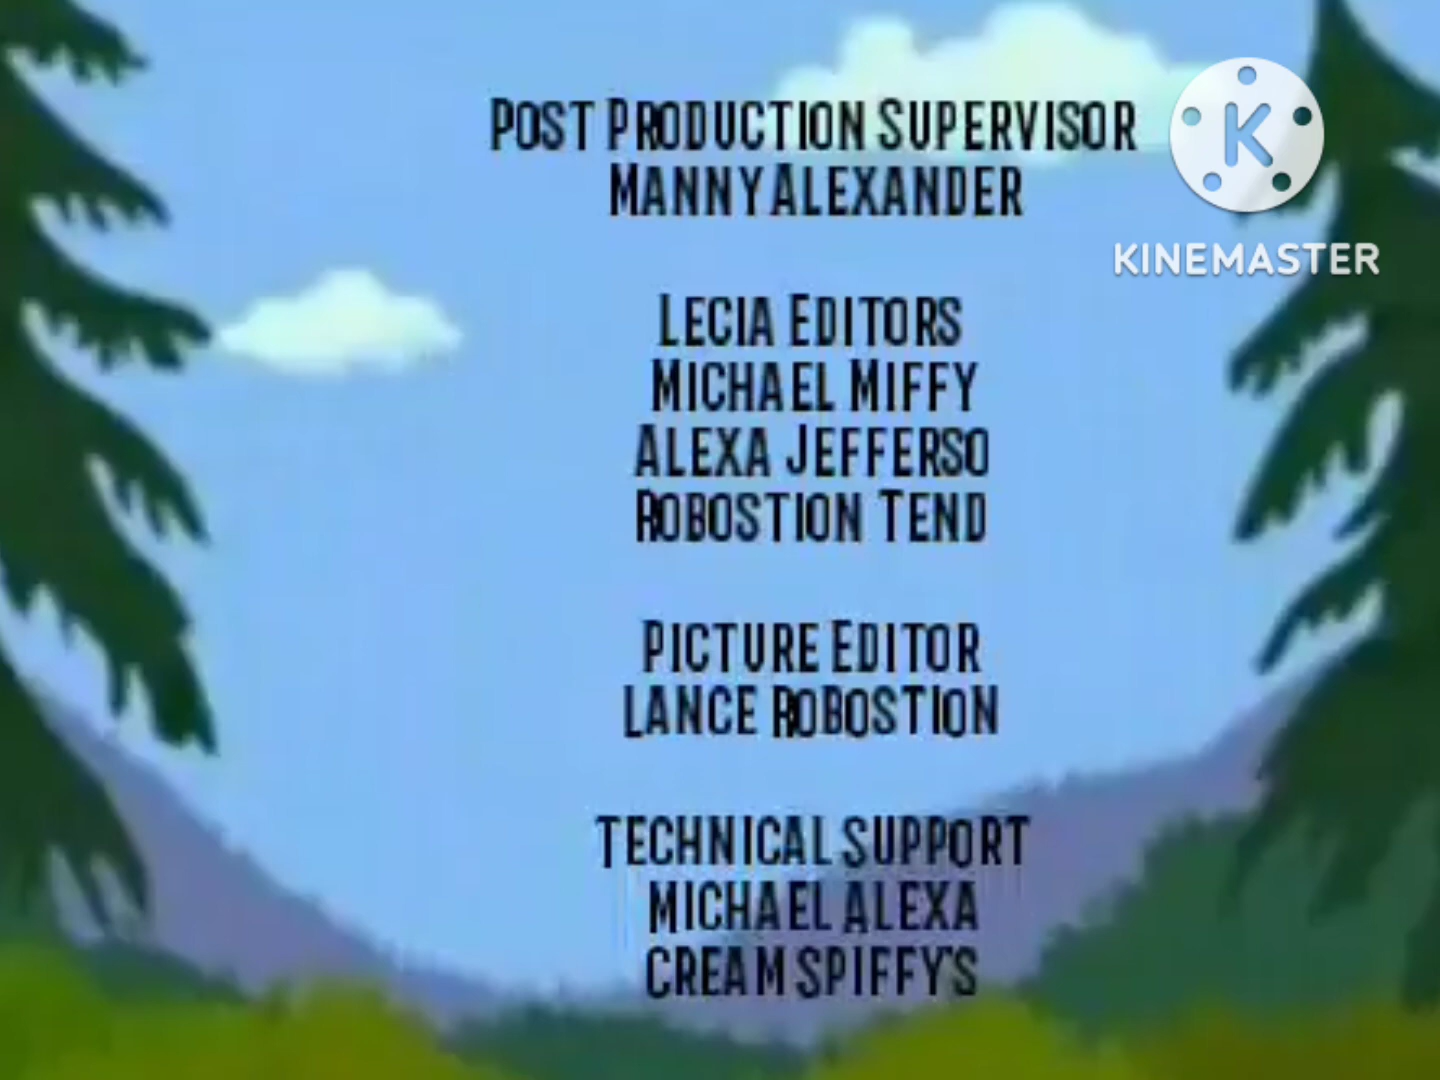 POST PRODUCTION SUPERVISOR
MANNY ALEXANDER
LECIA EDITORS
MICHAEL MIFFY
ALEXA JEFFERSO
ROBOSTION TEND
PICTURE EDITOR
LANCE ROBOSTION
TECHNICAL SUPPORT
MICHAEL ALEXA
CREAM SPIFFY'S
K
KINEMASTER